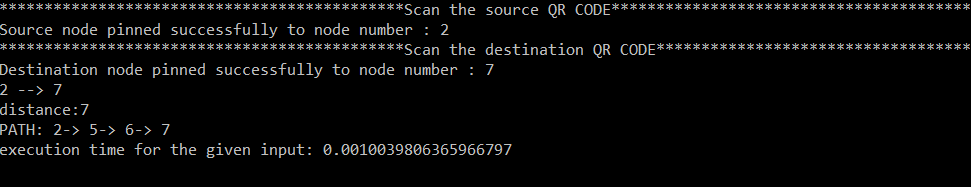 *********************************************Scan the source QR CODE****************************************
Source node pinned successfully to node number : 2
*********************************************Scan the destination QR CODE***********************************
Destination node pinned successfully to node number : 7
2 --> 7
distance:7
PATH: 2-> 5-> 6-> 7
execution time for the given input: 0.0010039806365966797